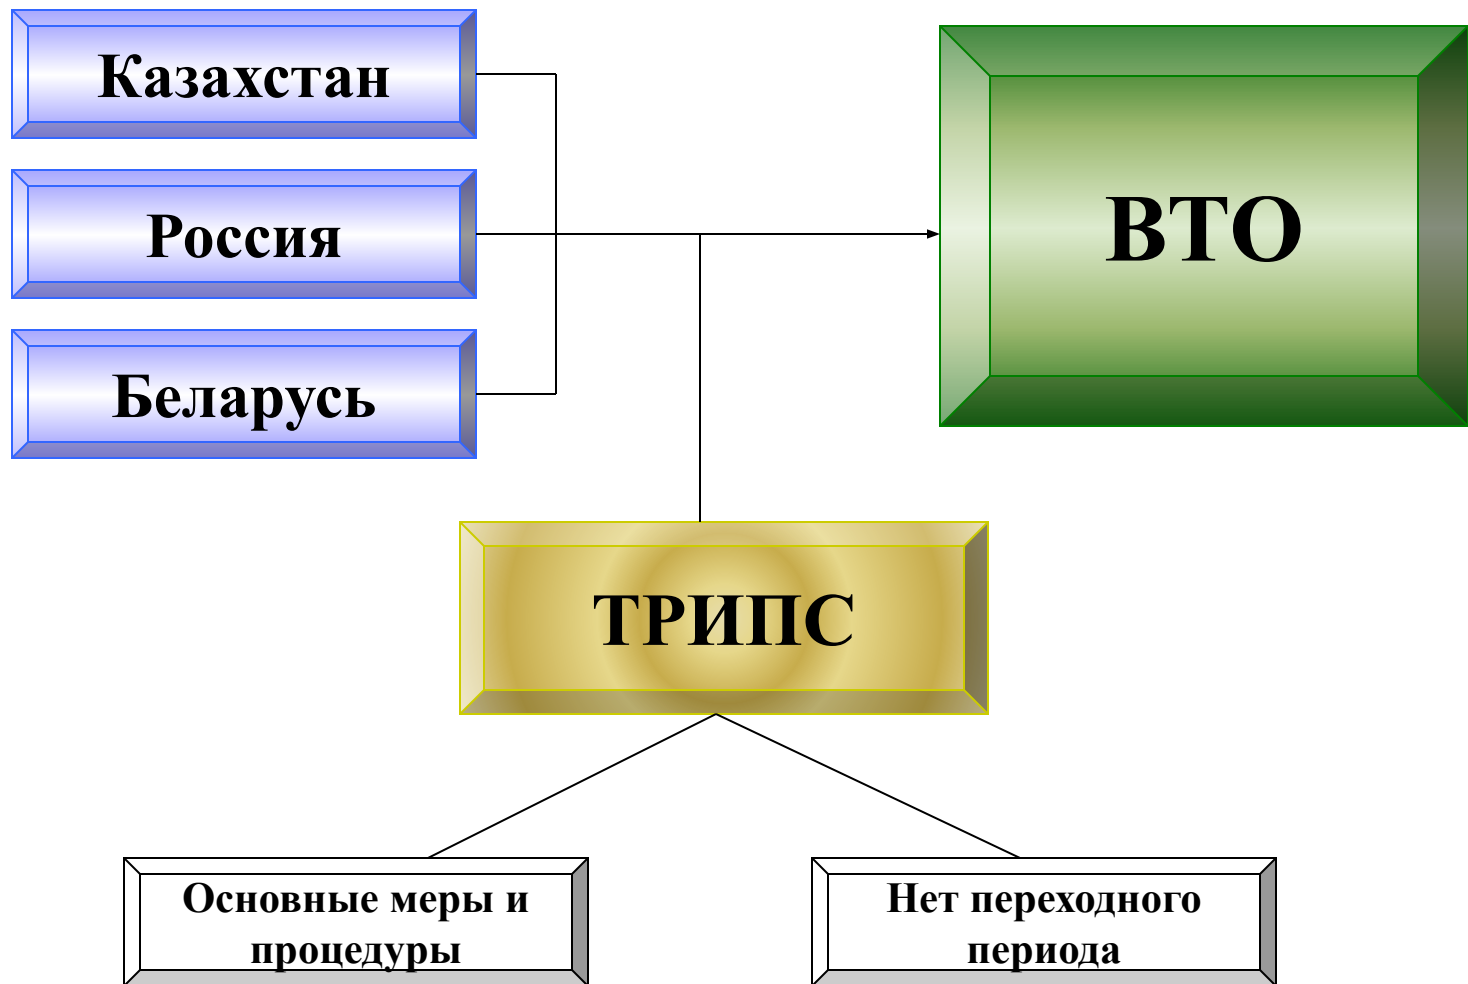 Казахстан
Россия
Беларусь
ВТО
ТРИПС
Основные меры и
процедуры
Нет переходного
периода